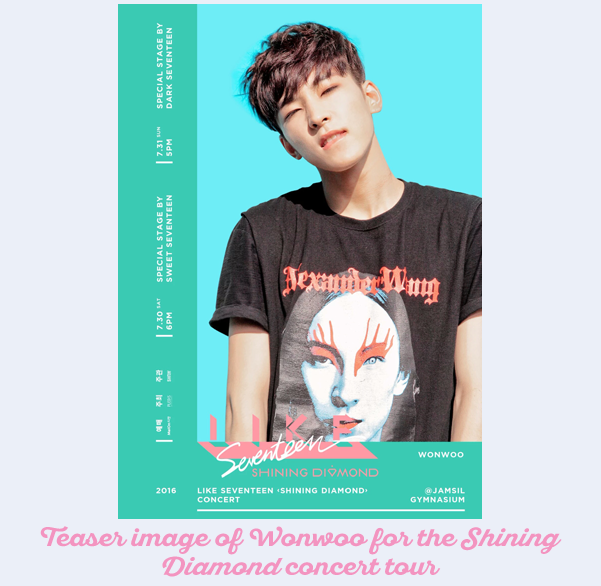 SPECIAL STAGE BY
DARK SEVENTEEN
7.31 SUN
5PM
SPECIAL STAGE BY
SWEET SEVENTEEN
7.30 SAT
6PM
주관
주최
예매
Alexander Wang
LIKE
Seventeen
SHINING DIAMOND
WONWOO
2016
LIKE SEVENTEEN ‹SHINING DIAMOND›
CONCERT
@JAMSIL
GYMNASIUM
Teaser image of Wonwoo for the Shining
Diamond concert tour